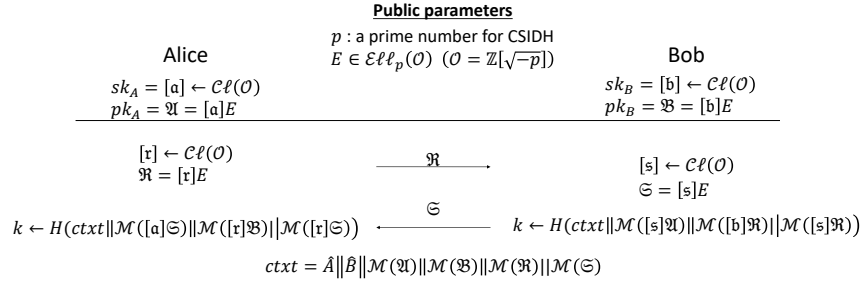 Public parameters
p : a prime number for CSIDH
E ∈ ℰℓℓ_p(𝒪) (𝒪 = ℤ[√−p])
Alice
Bob
sk_A = [𝔞] ← 𝒞ℓ(𝒪)
pk_A = 𝔄 = [𝔞]E
sk_B = [𝔟] ← 𝒞ℓ(𝒪)
pk_B = 𝔅 = [𝔟]E
[𝔯] ← 𝒞ℓ(𝒪)
ℜ = [𝔯]E
ℜ
[𝔰] ← 𝒞ℓ(𝒪)
𝔖 = [𝔰]E
𝔖
k ← H(ctxt||ℳ([𝔞]𝔖)||ℳ([𝔯]𝔅)||ℳ([𝔯]𝔖))
k ← H(ctxt||ℳ([𝔰]𝔄)||ℳ([𝔟]ℜ)||ℳ([𝔰]ℜ))
ctxt = Â||B̂||ℳ(𝔄)||ℳ(𝔅)||ℳ(ℜ)||ℳ(𝔖)